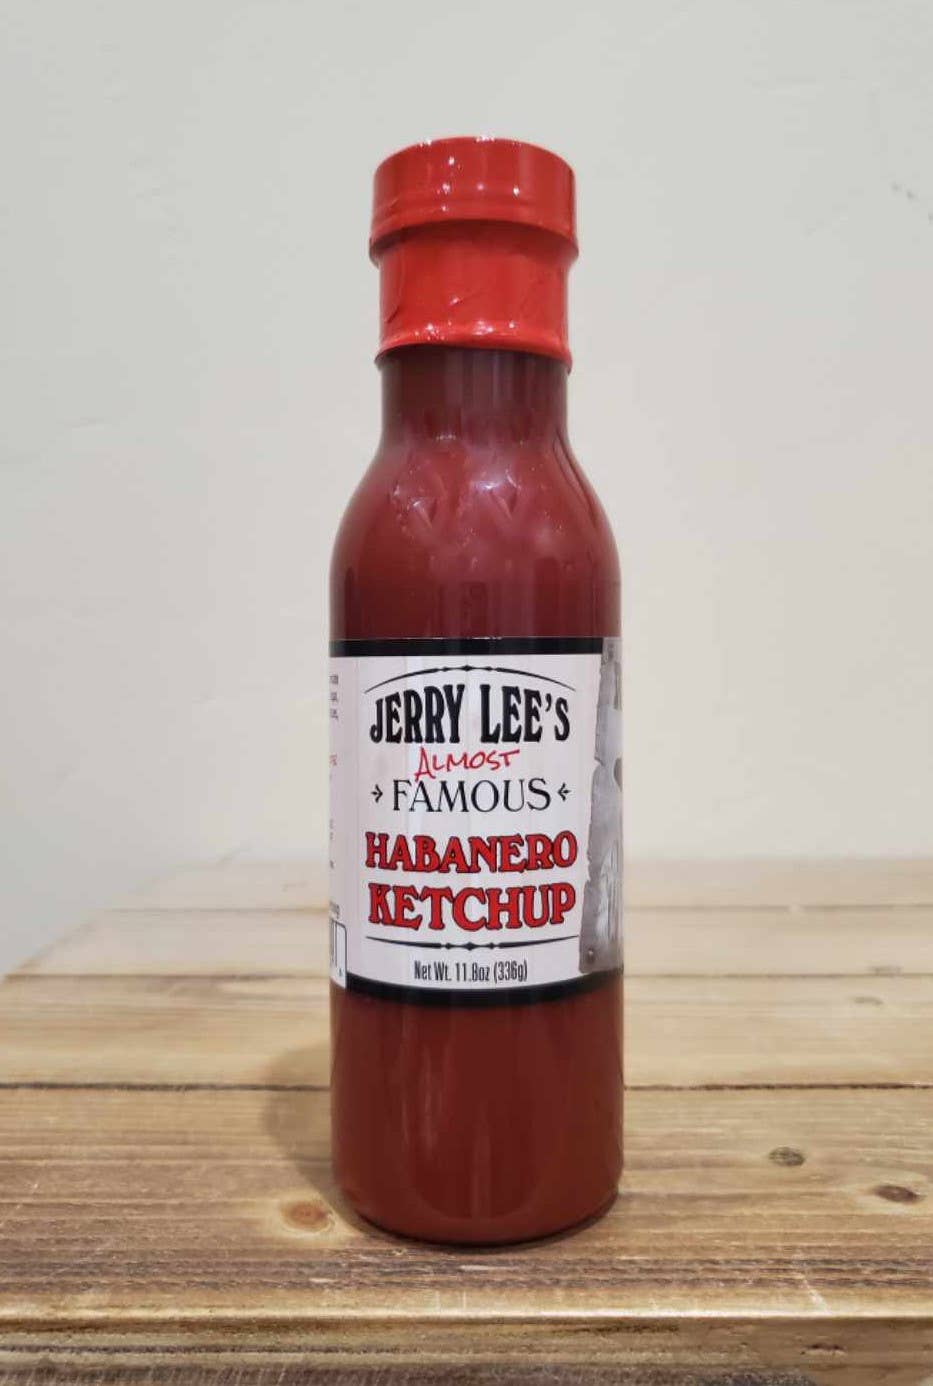 JERRY LEE'S
ALMOST
FAMOUS
HABANERO
KETCHUP
Net Wt. 11.8oz (336g)